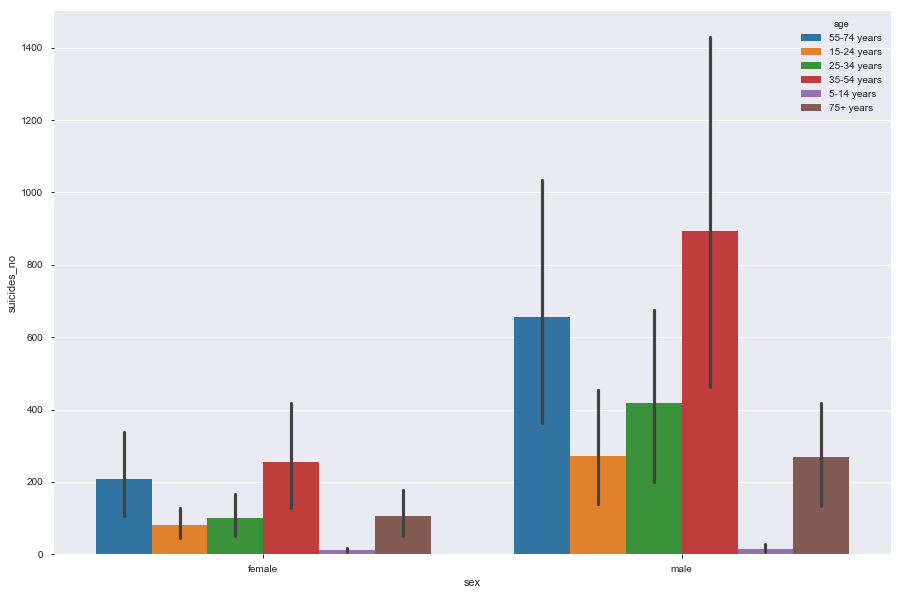 age
55-74 years
15-24 years
25-34 years
35-54 years
5-14 years
75+ years
1400
1200
1000
800
600
400
200
0
suicides_no
female
male
sex